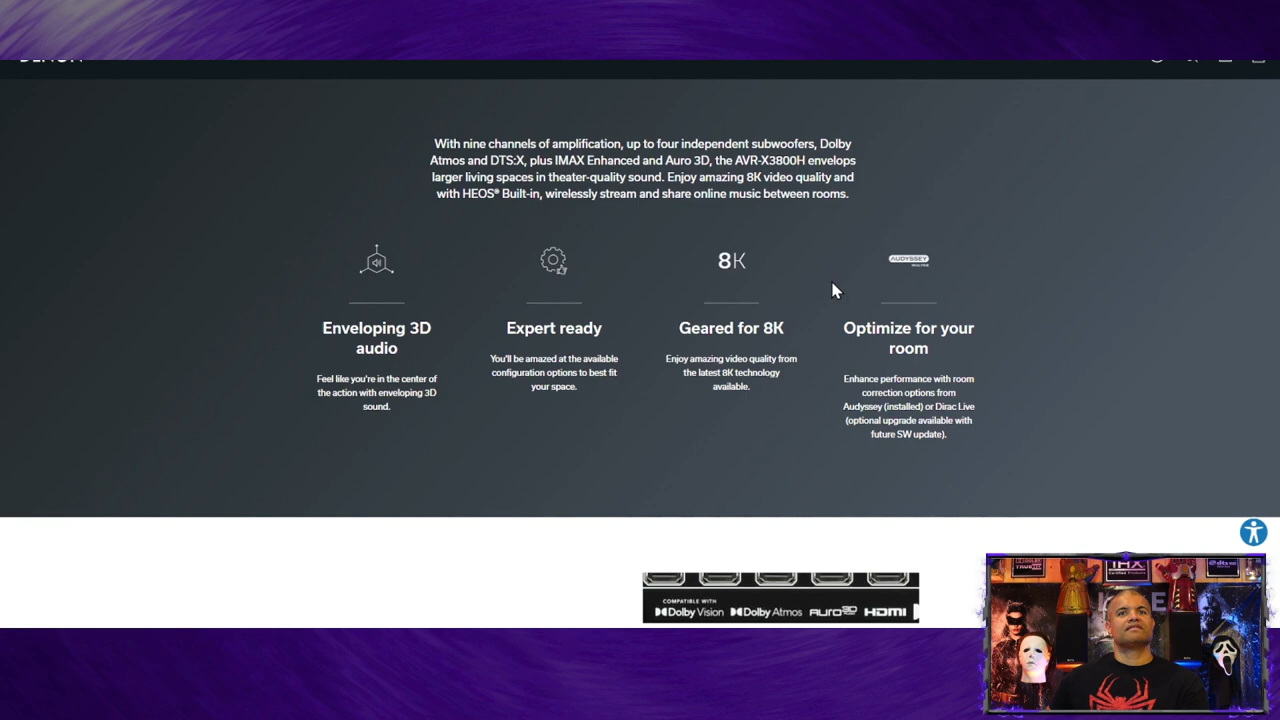 DENON
With nine channels of amplification, up to four independent subwoofers, Dolby
Atmos and DTS:X, plus IMAX Enhanced and Auro 3D, the AVR-X3800H envelops
larger living spaces in theater-quality sound. Enjoy amazing 8K video quality and
with HEOS® Built-in, wirelessly stream and share online music between rooms.
8K
AUDYSSEY
Enveloping 3D
audio
Feel like you're in the center of
the action with enveloping 3D
sound.
Expert ready
You'll be amazed at the available
configuration options to best fit
your space.
Geared for 8K
Enjoy amazing video quality from
the latest 8K technology
available.
Optimize for your
room
Enhance performance with room
correction options from
Audyssey (installed) or Dirac Live
(optional upgrade available with
future SW update).
COMPATIBLE WITH
Dolby Vision Dolby Atmos AURO 3D HDMI
THX
Certified Products
dts